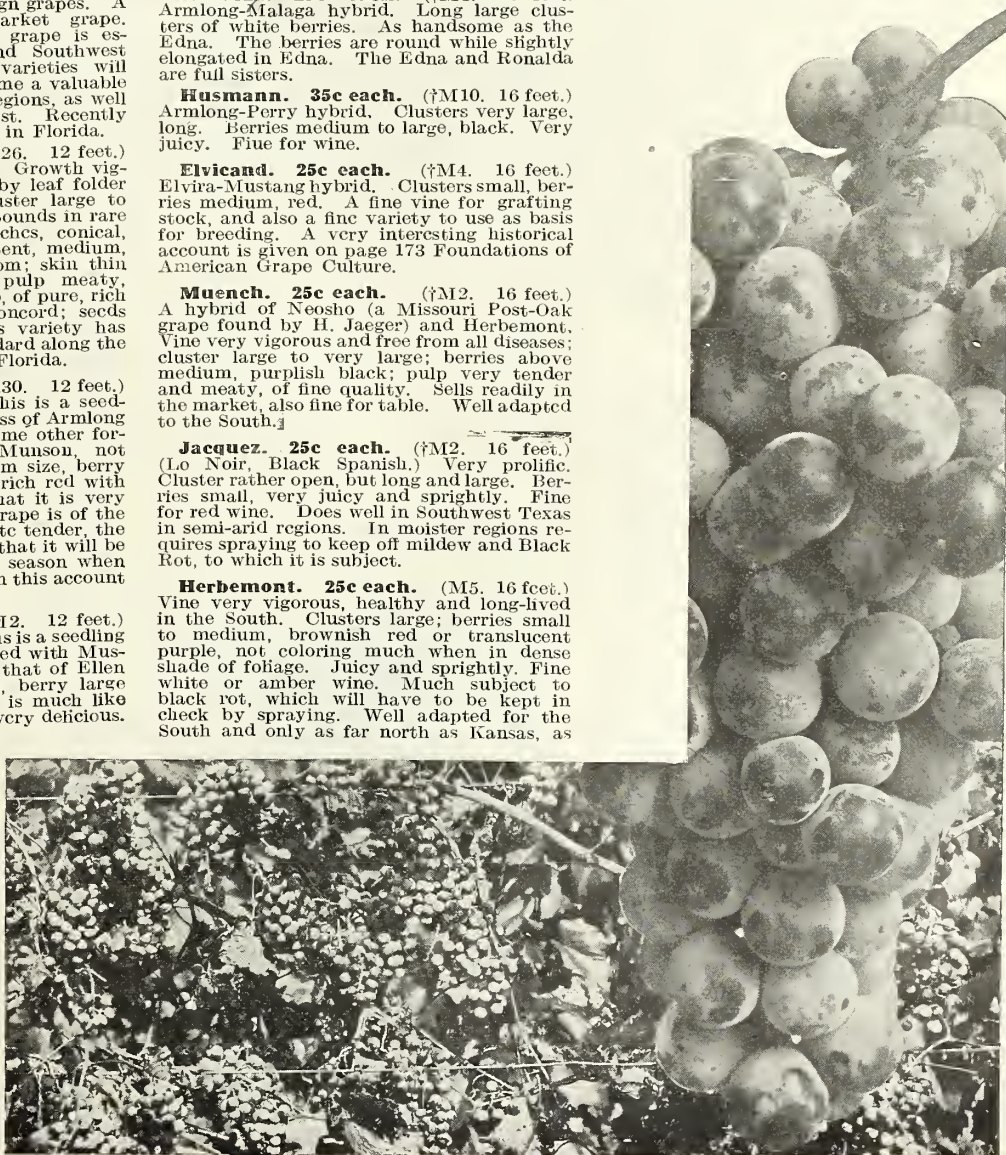 gn grapes. A
arket grape.
grape is es-
nd Southwest
varieties will
me a valuable
egions, as well
st. Recently
in Florida.
26. 12 feet.)
Growth vig-
by leaf folder
uster large to
ounds in rare
chcs, conical,
ent, medium,
om; skin thin
pulp meaty,
, of pure, rich
oncord; seeds
s variety has
dard along the
Florida.
30. 12 feet.)
his is a seed-
ss of Armlong
me other for-
Munson, not
m size, berry
rich red with
hat it is very
rape is of the
tc tender, the
that it will be
season when
n this account
12. 12 feet.)
is is a seedling
ed with Mus-
that of Ellen
, berry large
is much like
very delicious.
Armlong-Malaga hybrid. Long large clus-
ters of white berries. As handsome as the
Edna. The berries are round while slightly
elongated in Edna. The Edna and Ronalda
are full sisters.
Husmann. 35c each. (†M10. 16 feet.)
Armlong-Perry hybrid. Clusters very large,
long. Berries medium to large, black. Very
juicy. Fiue for wine.
Elvicand. 25c each. (†M4. 16 feet.)
Elvira-Mustang hybrid. Clusters small, ber-
ries medium, red. A fine vine for grafting
stock, and also a finc variety to use as basis
for breeding. A vcry intercsting historical
account is given on page 173 Foundations of
American Grape Culture.
Muench. 25c each. (†M2. 16 feet.)
A hybrid of Neosho (a Missouri Post-Oak
grape found by H. Jaeger) and Herbemont.
Vine very vigorous and free from all diseases;
cluster large to very large; berries above
medium, purplish black; pulp very tender
and meaty, of fine quality. Sells readily in
the market, also fine for table. Well adaptcd
to the South.
Jacquez. 25c each. (†M2. 16 feet.)
(Lo Noir, Black Spanish.) Very prolific.
Cluster rather open, but long and large. Ber-
ries small, very juicy and sprightly. Fine
for red wine. Does well in Southwest Texas
in semi-arid rcgions. In moister regions re-
quires spraying to keep off mildew and Black
Rot, to which it is subject.
Herbemont. 25c each. (M5. 16 fcet.)
Vine very vigorous, healthy and long-lived
in the South. Clusters large; berries small
to medium, brownish red or translucent
purple, not coloring much when in dense
shade of foliage. Juicy and sprightly. Fine
white or amber wine. Much subject to
black rot, which will have to be kept in
check by spraying. Well adapted for the
South and only as far north as Kansas, as